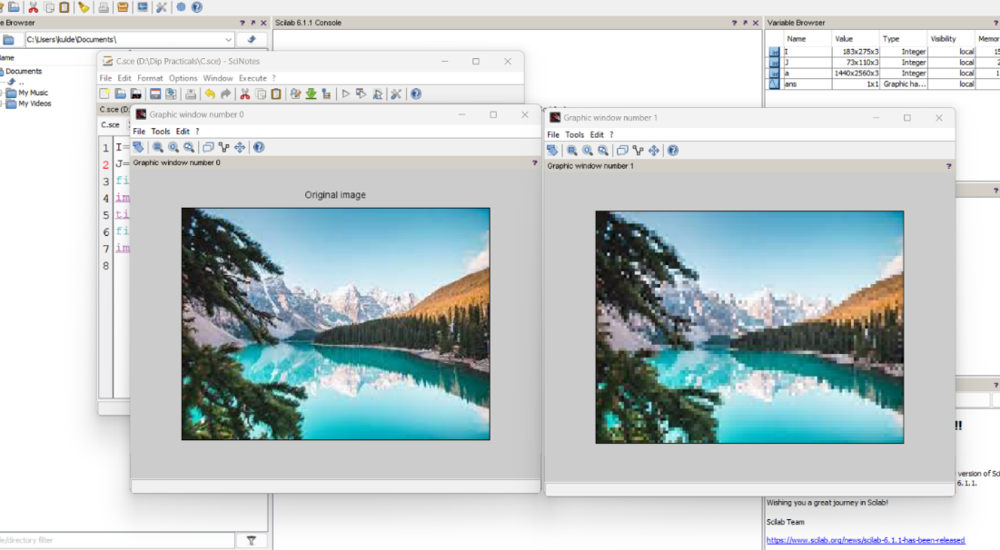 e Browser
Scilab 6.1.1 Console
Variable Browser
C:\Users\kulde\Documents\
Name Value Type Visibility Memor
ame
Documents
..
My Music
My Videos
I 183x275x3 Integer local 15
J 73x110x3 Integer local 2
a 1440x2560x3 Integer local 1
ans 1x1 Graphic ha... local
C.sce (D:\Dip Practicals\C.sce) - SciNotes
File Edit Format Options Window Execute ?
C.sce (D:
C.sce
1 I=
2 J=
3 fi
4 im
5 ti
6 fi
7 im
8
Graphic window number 0
File Tools Edit ?
Graphic window number 0 ?
Original image
Graphic window number 1
File Tools Edit ?
Graphic window number 1 ?
!!
version of Sci
6.1.1.
Wishing you a great journey in Scilab!
Scilab Team
https://www.scilab.org/news/scilab-6.1.1-has-been-released
le/directory filter